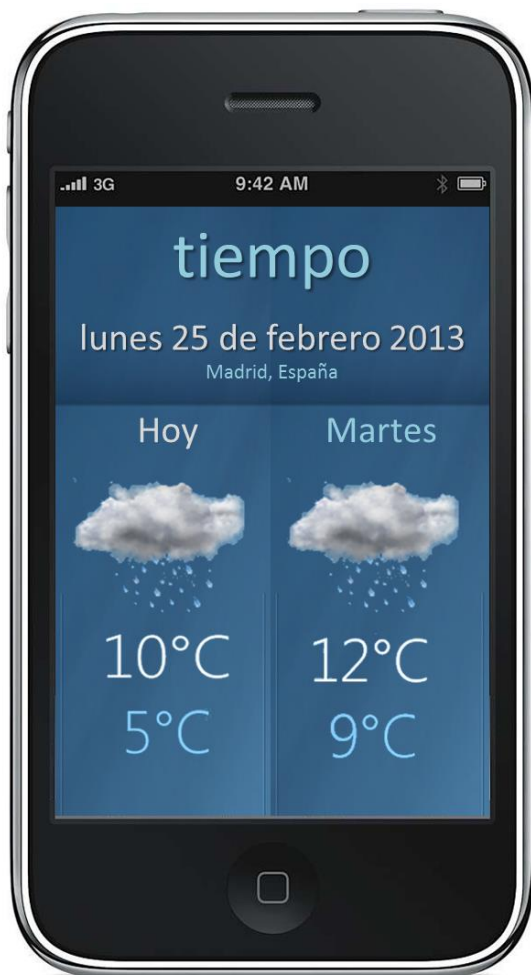 3G 9:42 AM
tiempo
lunes 25 de febrero 2013
Madrid, España
Hoy Martes
10°C 12°C
5°C 9°C